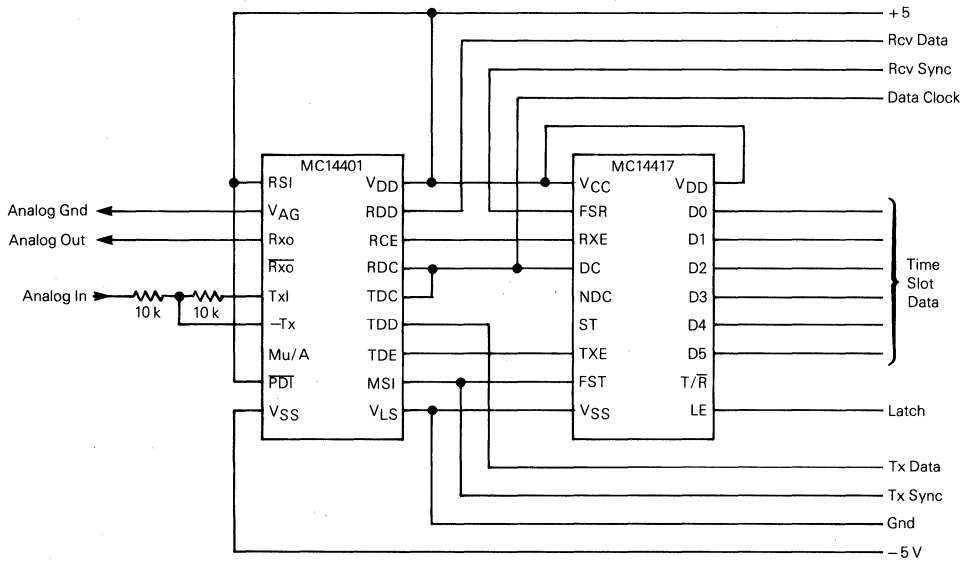 +5
Rcv Data
Rcv Sync
Data Clock
MC14401
RSI
VDD
VAG
RDD
Rxo
RCE
Rxo
RDC
TxI
TDC
−Tx
TDD
Mu/A
TDE
PDI
MSI
VSS
VLS
MC14417
VCC
VDD
FSR
D0
RXE
D1
DC
D2
NDC
D3
ST
D4
TXE
D5
FST
T/R
VSS
LE
Analog Gnd
Analog Out
Analog In
10 k
10 k
Time
Slot
Data
Latch
Tx Data
Tx Sync
Gnd
−5 V